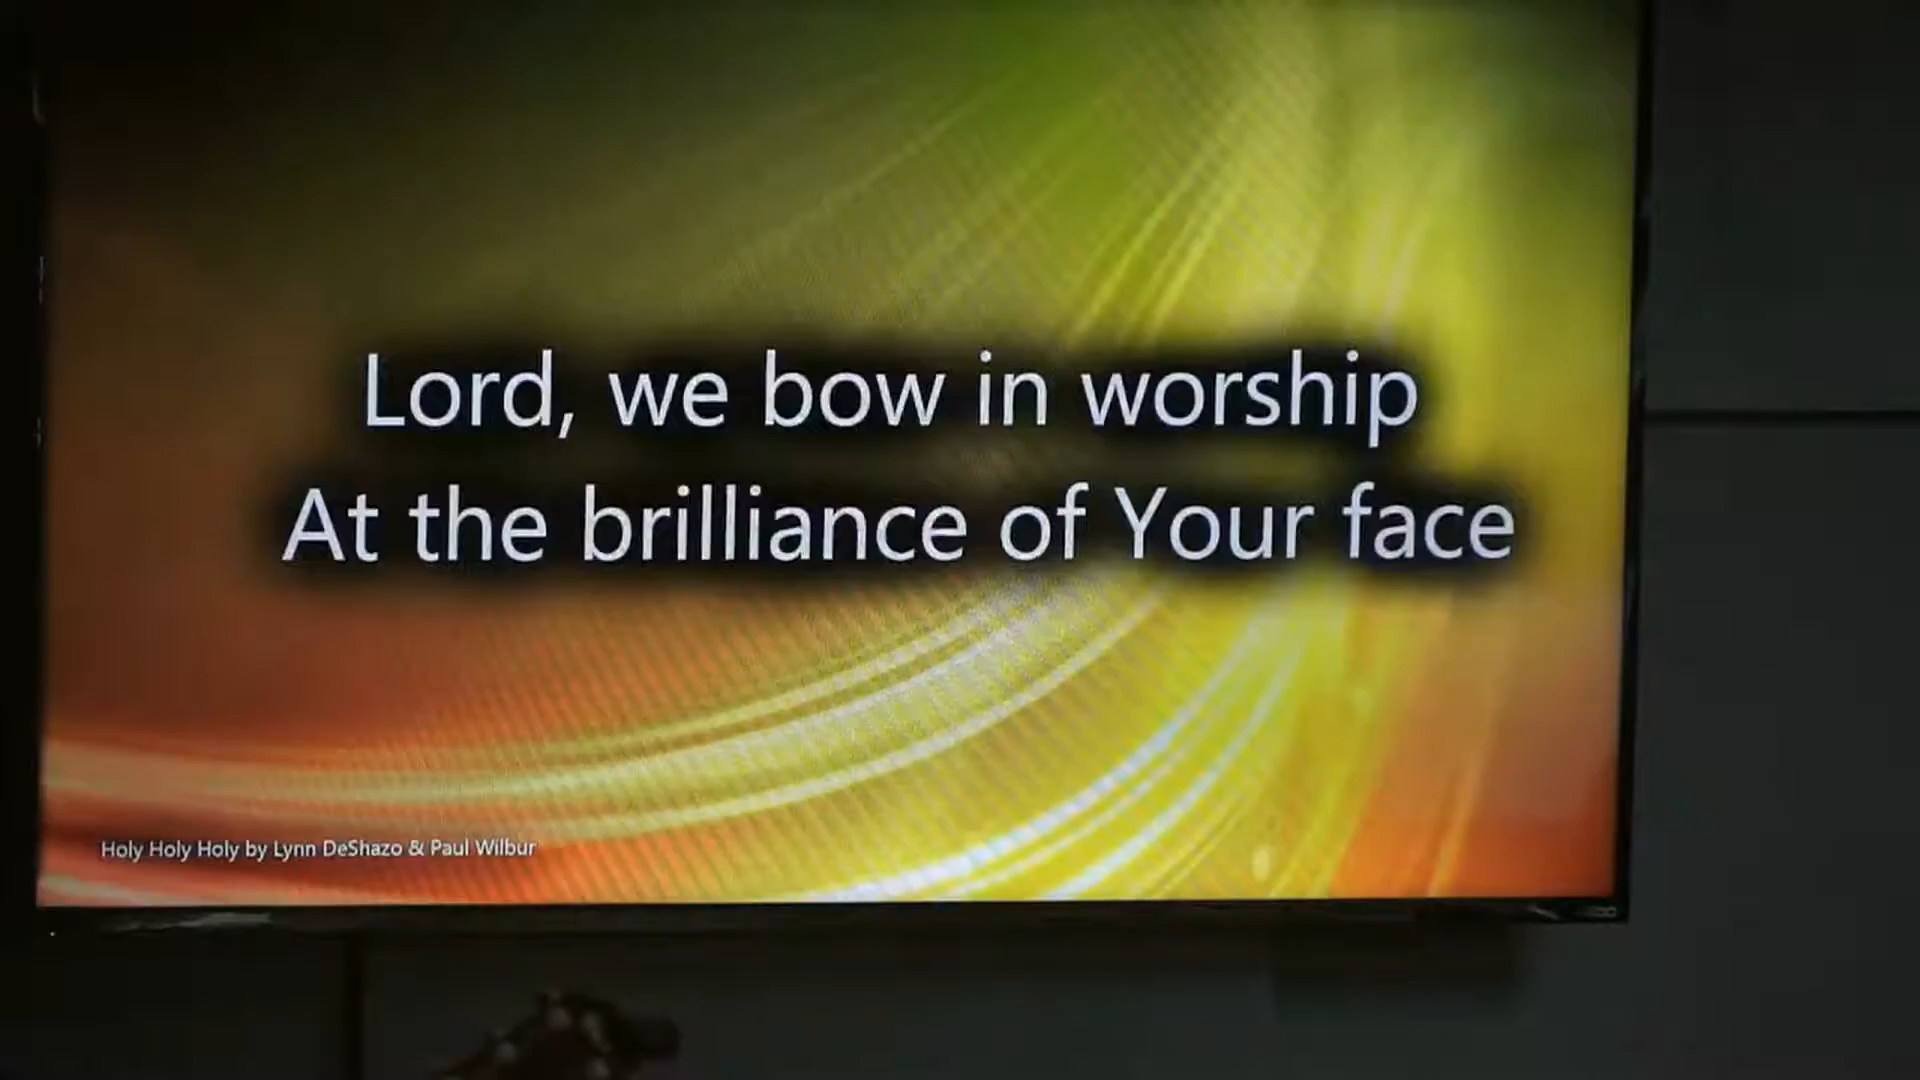 Lord, we bow in worship
At the brilliance of Your face
Holy Holy Holy by Lynn DeShazo & Paul Wilbur